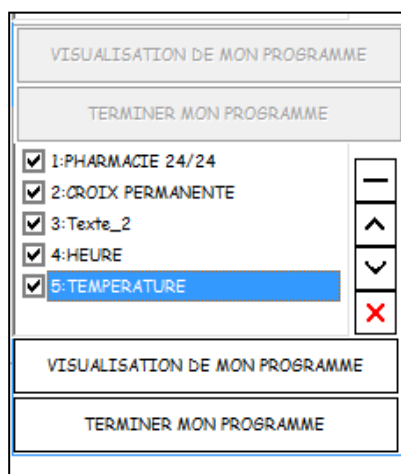 VISUALISATION DE MON PROGRAMME
TERMINER MON PROGRAMME
1:PHARMACIE 24/24
2:CROIX PERMANENTE
3:Texte_2
4:HEURE
5:TEMPERATURE
VISUALISATION DE MON PROGRAMME
TERMINER MON PROGRAMME